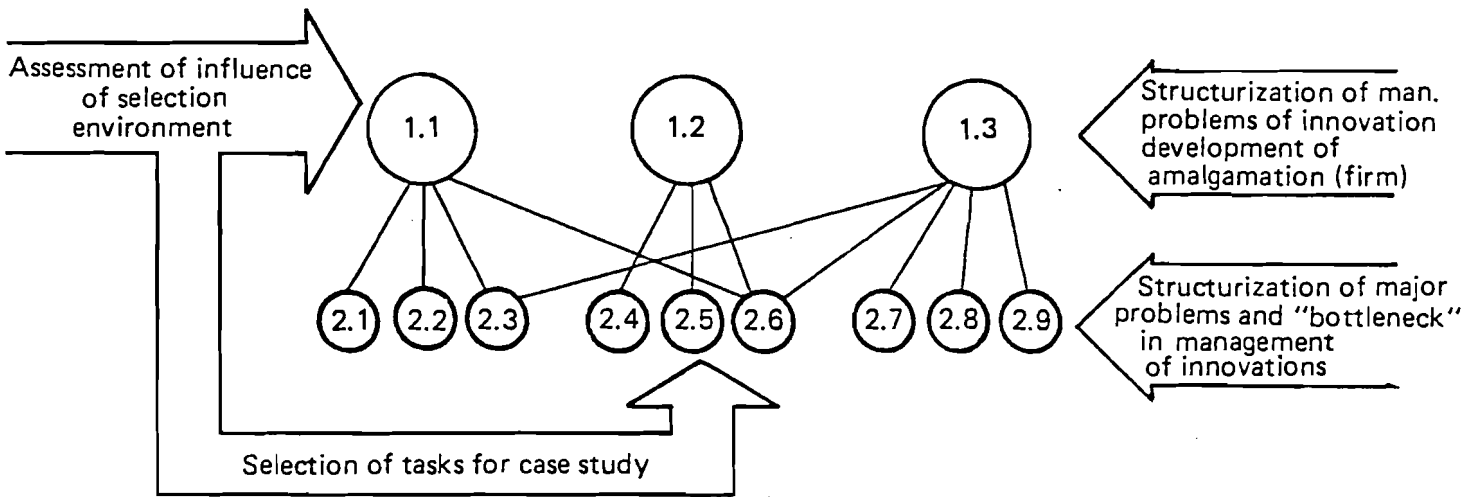 Assessment of influence
of selection
environment
1.1
1.2
1.3
Structurization of man.
problems of innovation
development of
amalgamation (firm)
2.1
2.2
2.3
2.4
2.5
2.6
2.7
2.8
2.9
Structurization of major
problems and "bottleneck"
in management
of innovations
Selection of tasks for case study